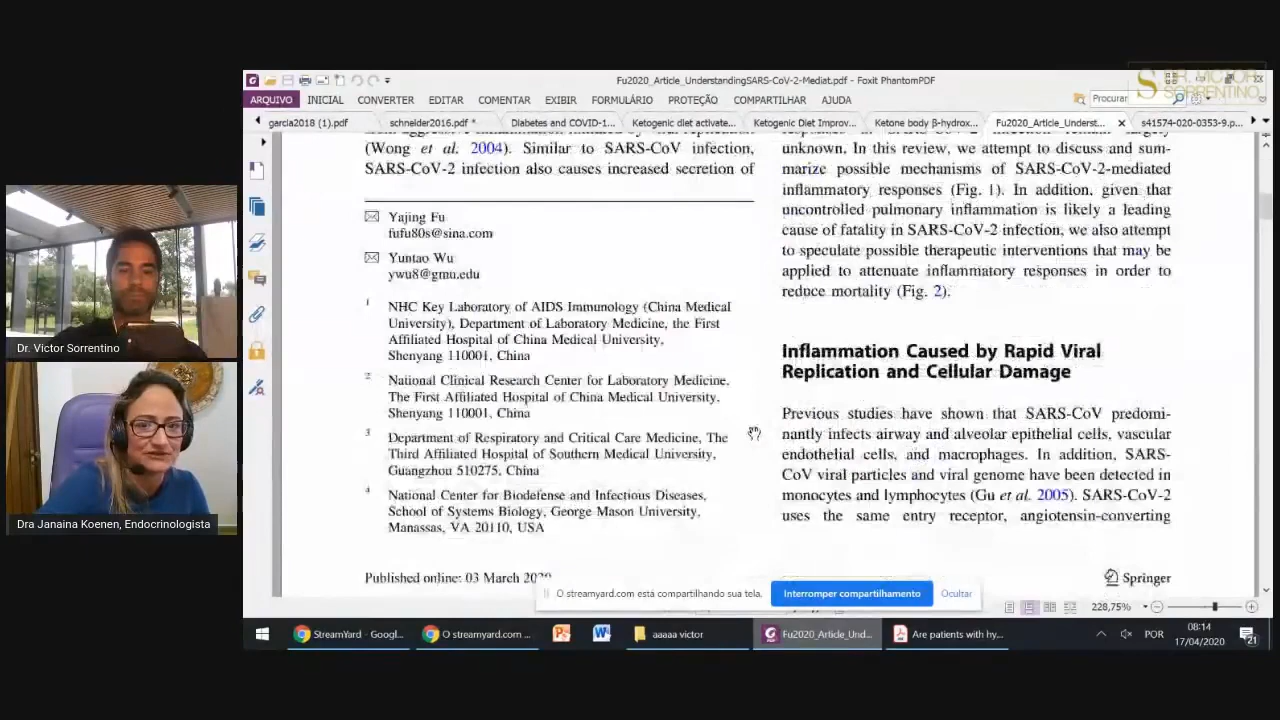 Fu2020_Article_UnderstandingSARS-CoV-2-Mediat.pdf - Foxit PhantomPDF
DR. VICTOR
SORRENTINO
ARQUIVO INICIAL CONVERTER EDITAR COMENTAR EXIBIR FORMULÁRIO PROTEÇÃO COMPARTILHAR AJUDA Procurar
garcia2018 (1).pdf schneider2016.pdf * Diabetes and COVID-1... Ketogenic diet activate... Ketogenic Diet Improv... Ketone body β-hydrox... Fu2020_Article_Underst... s41574-020-0353-9.p...
(Wong et al. 2004). Similar to SARS-CoV infection,
SARS-CoV-2 infection also causes increased secretion of
Yajing Fu
fufu80s@sina.com
Yuntao Wu
ywu8@gmu.edu
1 NHC Key Laboratory of AIDS Immunology (China Medical
University), Department of Laboratory Medicine, the First
Affiliated Hospital of China Medical University,
Shenyang 110001, China
2 National Clinical Research Center for Laboratory Medicine,
The First Affiliated Hospital of China Medical University,
Shenyang 110001, China
3 Department of Respiratory and Critical Care Medicine, The
Third Affiliated Hospital of Southern Medical University,
Guangzhou 510275, China
4 National Center for Biodefense and Infectious Diseases,
School of Systems Biology, George Mason University,
Manassas, VA 20110, USA
Published online: 03 March 2020
unknown. In this review, we attempt to discuss and sum-
marize possible mechanisms of SARS-CoV-2-mediated
inflammatory responses (Fig. 1). In addition, given that
uncontrolled pulmonary inflammation is likely a leading
cause of fatality in SARS-CoV-2 infection, we also attempt
to speculate possible therapeutic interventions that may be
applied to attenuate inflammatory responses in order to
reduce mortality (Fig. 2).
Inflammation Caused by Rapid Viral
Replication and Cellular Damage
Previous studies have shown that SARS-CoV predomi-
nantly infects airway and alveolar epithelial cells, vascular
endothelial cells, and macrophages. In addition, SARS-
CoV viral particles and viral genome have been detected in
monocytes and lymphocytes (Gu et al. 2005). SARS-CoV-2
uses the same entry receptor, angiotensin-converting
Springer
Dr. Victor Sorrentino
Dra Janaina Koenen, Endocrinologista
O streamyard.com está compartilhando sua tela. Interromper compartilhamento Ocultar
228,75%
StreamYard - Googl... O streamyard.com ... aaaaa victor Fu2020_Article_Und... Are patients with hy... POR 08:14
17/04/2020
21